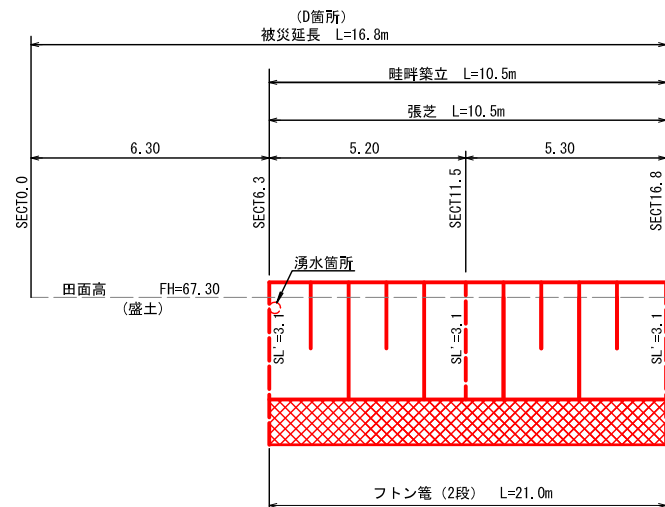 (D箇所)
被災延長 L=16.8m
畦畔築立 L=10.5m
張芝 L=10.5m
6.30
5.20
5.30
SECT0.0
SECT6.3
SECT11.5
SECT16.8
湧水箇所
田面高 FH=67.30
(盛土)
SL'=3.1
SL'=3.1
SL'=3.1
フトン篭 (2段) L=21.0m